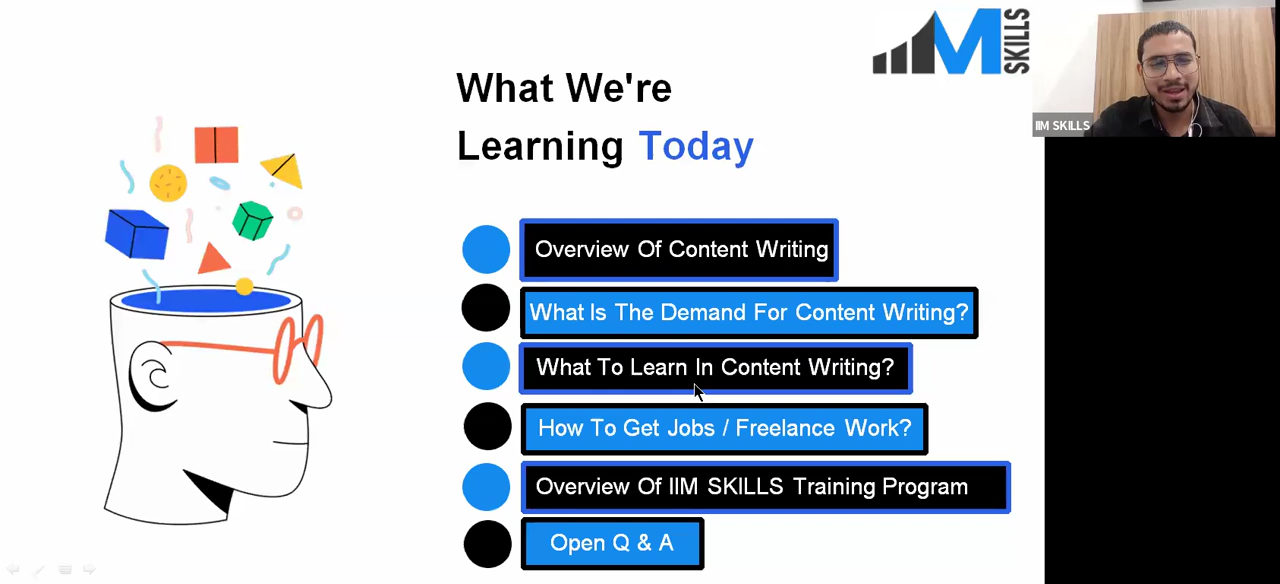 IIM SKILLS
IIM SKILLS
What We're
Learning Today
Overview Of Content Writing
What Is The Demand For Content Writing?
What To Learn In Content Writing?
How To Get Jobs / Freelance Work?
Overview Of IIM SKILLS Training Program
Open Q & A